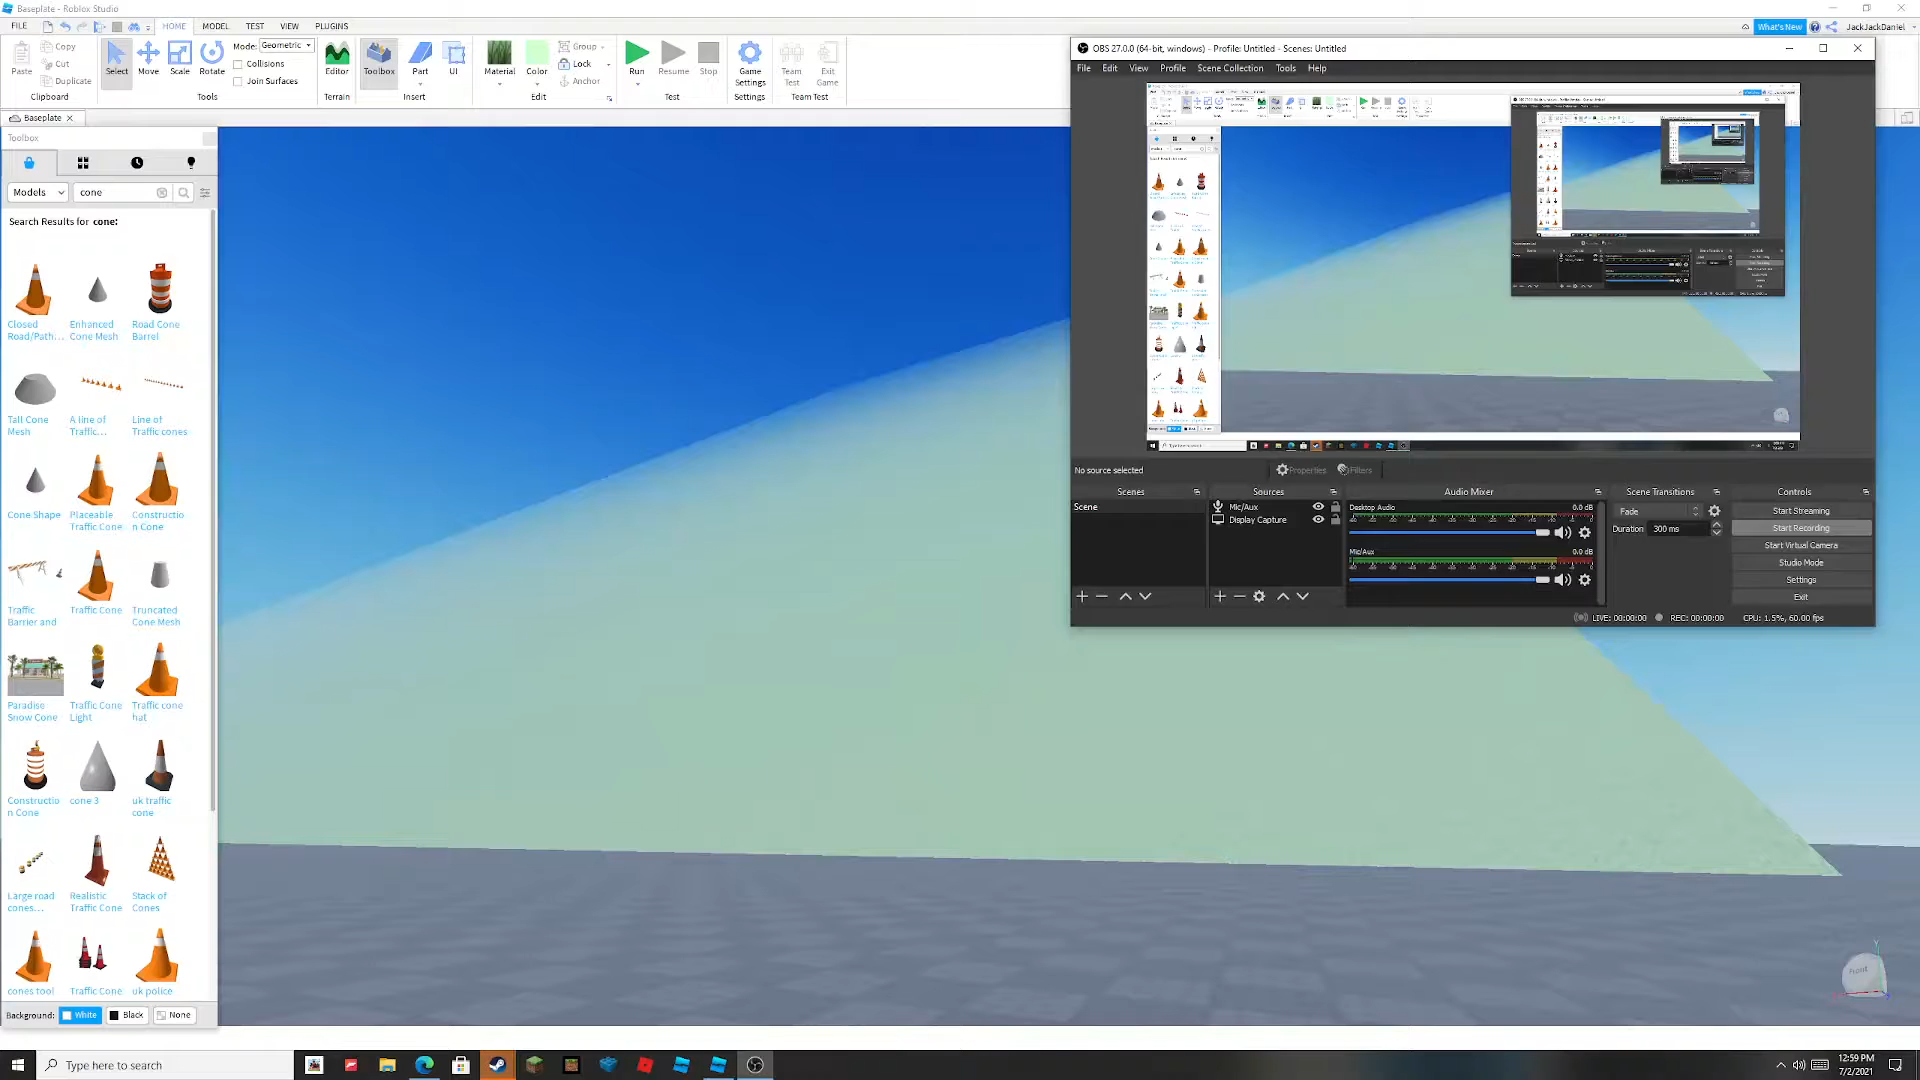 Baseplate - Roblox Studio
FILE
HOME
MODEL
TEST
VIEW
PLUGINS
What's New
JackJackDaniel
Paste
Copy
Cut
Duplicate
Clipboard
Select
Move
Scale
Rotate
Mode: Geometric
Collisions
Join Surfaces
Tools
Editor
Terrain
Toolbox
Part
UI
Insert
Material
Color
Group
Lock
Anchor
Edit
Run
Resume
Stop
Test
Game Settings
Settings
Team Test
Exit Game
Team Test
Baseplate
Toolbox
Models
cone
Search Results for cone:
Closed Road/Path...
Enhanced Cone Mesh
Road Cone Barrel
Tall Cone Mesh
A line of Traffic...
Line of Traffic cones
Cone Shape
Placeable Traffic Cone
Constructio n Cone
Traffic Barrier and
Traffic Cone
Truncated Cone Mesh
Paradise Snow Cone
Traffic Cone Light
Traffic cone hat
Constructio n Cone
cone 3
uk traffic cone
Large road cones...
Realistic Traffic Cone
Stack of Cones
cones tool
Traffic Cone
uk police
Background: White Black None
OBS 27.0.0 (64-bit, windows) - Profile: Untitled - Scenes: Untitled
File Edit View Profile Scene Collection Tools Help
No source selected
Properties
Filters
Scenes
Scene
Sources
Mic/Aux
Display Capture
Audio Mixer
Desktop Audio
0.0 dB
Mic/Aux
0.0 dB
Scene Transitions
Fade
Duration 300 ms
Controls
Start Streaming
Start Recording
Start Virtual Camera
Studio Mode
Settings
Exit
LIVE: 00:00:00
REC: 00:00:00
CPU: 1.5%, 60.00 fps
Front
Y
Type here to search
12:59 PM
7/2/2021